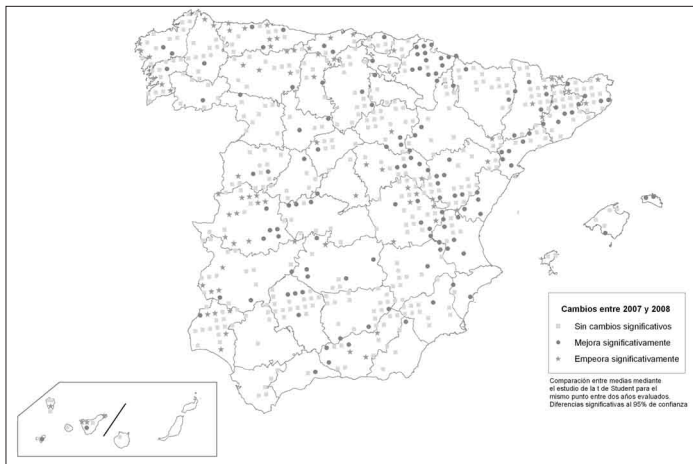 Cambios entre 2007 y 2008
Sin cambios significativos
Mejora significativamente
Empeora significativamente
Comparación entre medias mediante
el estudio de la t de Student para el
mismo punto entre dos años evaluados.
Diferencias significativas al 95% de confianza